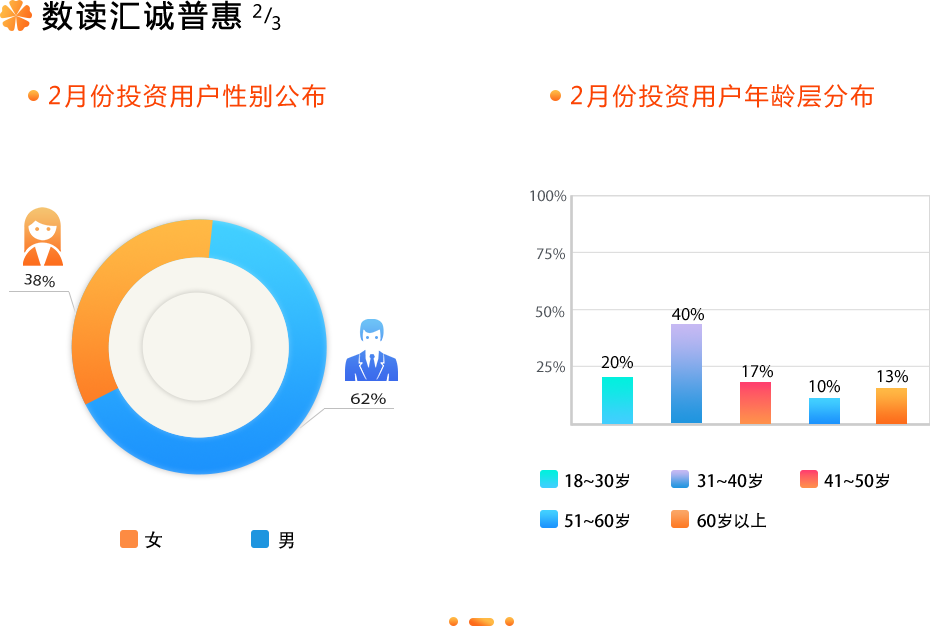 数读汇诚普惠 2/3
2月份投资用户性别公布
38%
62%
女 男
2月份投资用户年龄层分布
100%
75%
50%
25%
20%
40%
17%
10%
13%
18~30岁 31~40岁 41~50岁
51~60岁 60岁以上